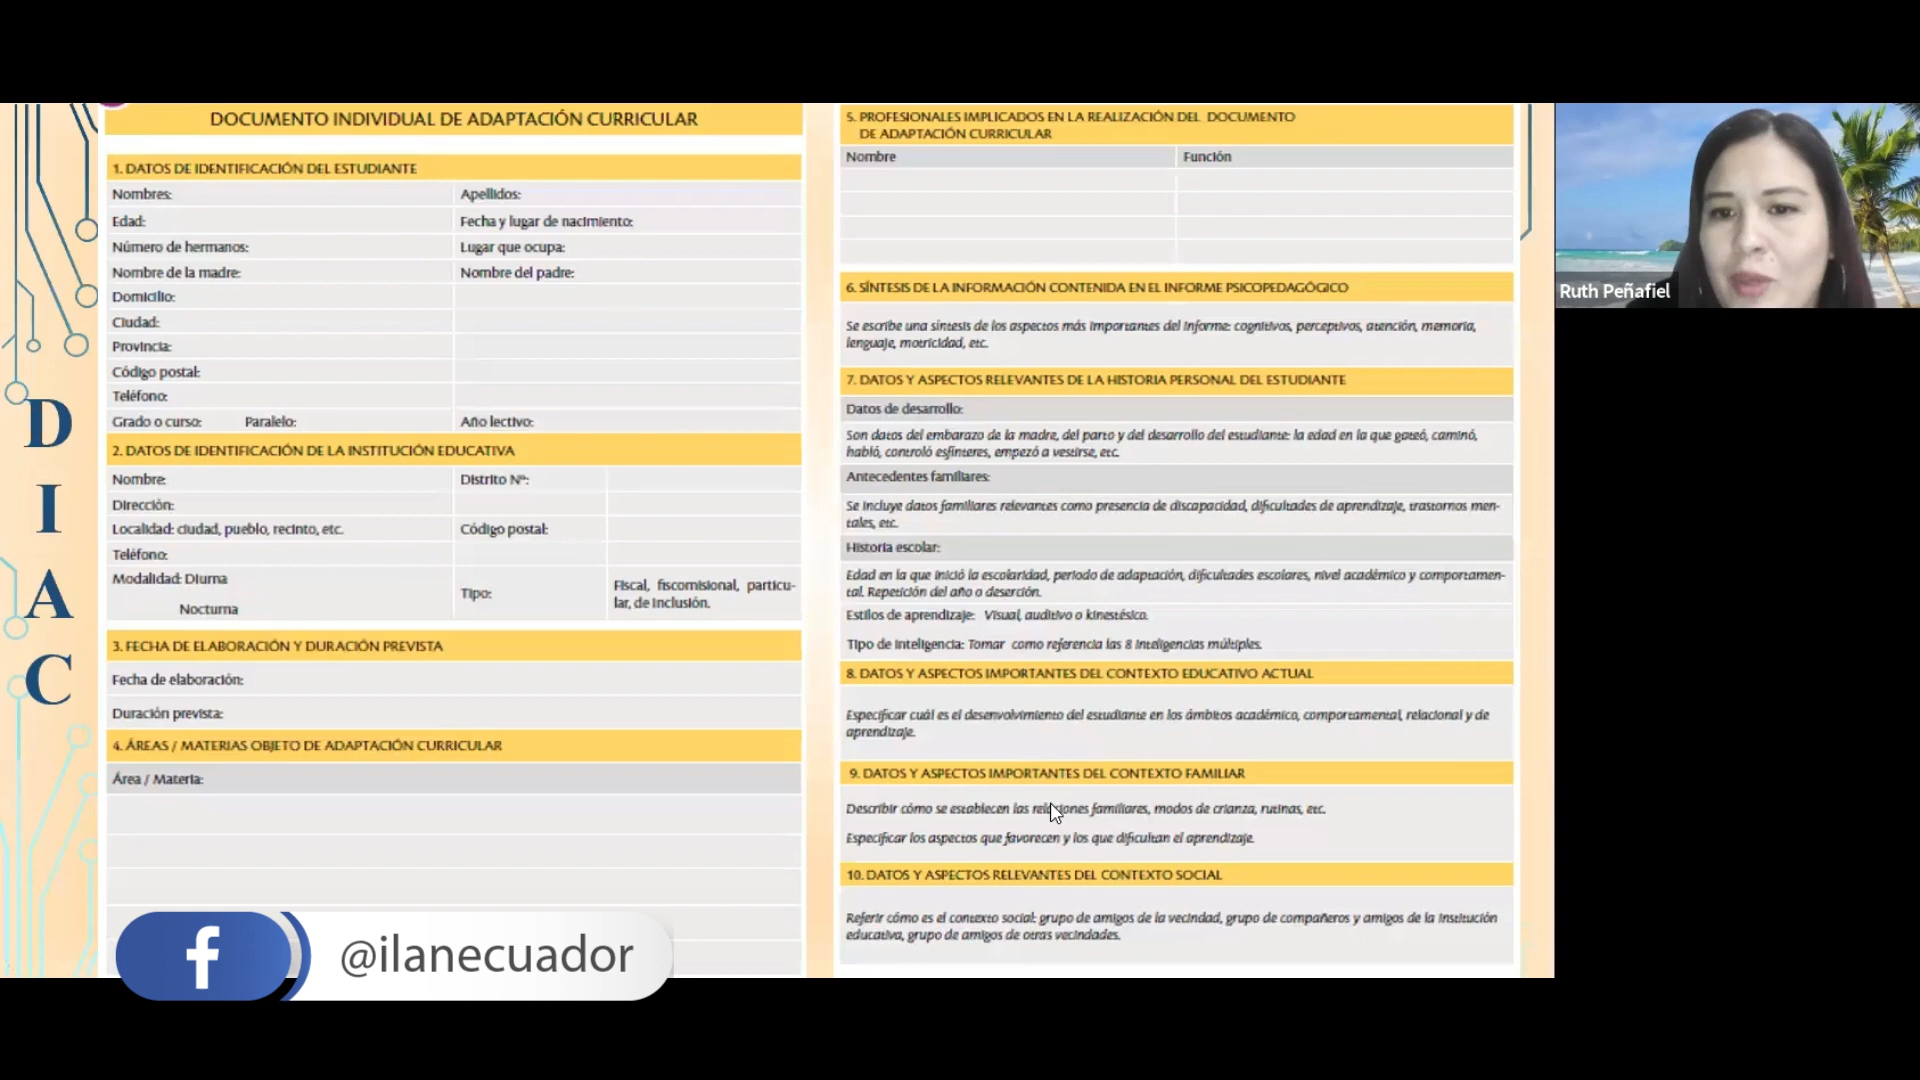 DIAC
DOCUMENTO INDIVIDUAL DE ADAPTACIÓN CURRICULAR
1. DATOS DE IDENTIFICACIÓN DEL ESTUDIANTE
Nombres: Apellidos:
Edad: Fecha y lugar de nacimiento:
Número de hermanos: Lugar que ocupa:
Nombre de la madre: Nombre del padre:
Domicilio:
Ciudad:
Provincia:
Código postal:
Teléfono:
Grado o curso: Paralelo: Año lectivo:
2. DATOS DE IDENTIFICACIÓN DE LA INSTITUCIÓN EDUCATIVA
Nombre: Distrito Nº:
Dirección:
Localidad: ciudad, pueblo, recinto, etc. Código postal:
Teléfono:
Modalidad: Diurna
Nocturna
Tipo:
Fiscal, fiscomisional, particu-
lar, de inclusión.
3. FECHA DE ELABORACIÓN Y DURACIÓN PREVISTA
Fecha de elaboración:
Duración prevista:
4. ÁREAS / MATERIAS OBJETO DE ADAPTACIÓN CURRICULAR
Área / Materia:
5. PROFESIONALES IMPLICADOS EN LA REALIZACIÓN DEL DOCUMENTO
DE ADAPTACIÓN CURRICULAR
Nombre Función
6. SÍNTESIS DE LA INFORMACIÓN CONTENIDA EN EL INFORME PSICOPEDAGÓGICO
Se escribe una síntesis de los aspectos más importantes del informe: cognitivos, perceptivos, atención, memoria,
lenguaje, motricidad, etc.
7. DATOS Y ASPECTOS RELEVANTES DE LA HISTORIA PERSONAL DEL ESTUDIANTE
Datos de desarrollo:
Son datos del embarazo de la madre, del parto y del desarrollo del estudiante: la edad en la que gateó, caminó,
habló, controló esfínteres, empezó a vestirse, etc.
Antecedentes familiares:
Se incluye datos familiares relevantes como presencia de discapacidad, dificultades de aprendizaje, trastornos men-
tales, etc.
Historia escolar:
Edad en la que inició la escolaridad, periodo de adaptación, dificultades escolares, nivel académico y comportamen-
tal. Repetición del año o deserción.
Estilos de aprendizaje: Visual, auditivo o kinestésico.
Tipo de inteligencia: Tomar como referencia las 8 inteligencias múltiples.
8. DATOS Y ASPECTOS IMPORTANTES DEL CONTEXTO EDUCATIVO ACTUAL
Especificar cuál es el desenvolvimiento del estudiante en los ámbitos académico, comportamental, relacional y de
aprendizaje.
9. DATOS Y ASPECTOS IMPORTANTES DEL CONTEXTO FAMILIAR
Describir cómo se establecen las relaciones familiares, modos de crianza, rutinas, etc.
Especificar los aspectos que favorecen y los que dificultan el aprendizaje.
10. DATOS Y ASPECTOS RELEVANTES DEL CONTEXTO SOCIAL
Referir cómo es el contexto social: grupo de amigos de la vecindad, grupo de compañeros y amigos de la institución
educativa, grupo de amigos de otras vecindades.
Ruth Peñafiel
f @ilanecuador